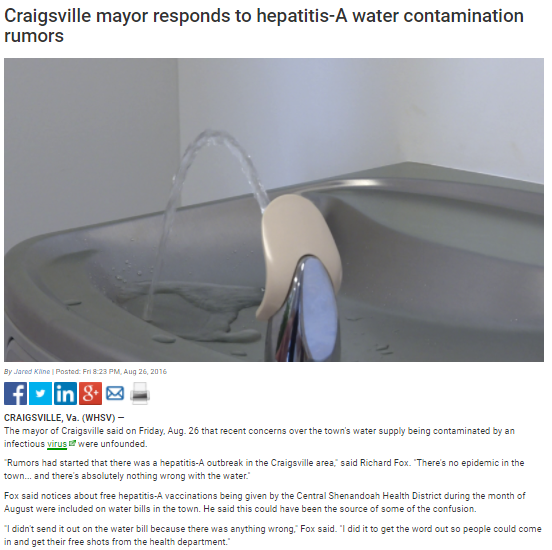 Craigsville mayor responds to hepatitis-A water contamination
rumors
By Jared Kline | Posted: Fri 8:23 PM, Aug 26, 2016
f in g+
CRAIGSVILLE, Va. (WHSV) —
The mayor of Craigsville said on Friday, Aug. 26 that recent concerns over the town's water supply being contaminated by an
infectious virus were unfounded.
"Rumors had started that there was a hepatitis-A outbreak in the Craigsville area," said Richard Fox. "There's no epidemic in the
town... and there's absolutely nothing wrong with the water."
Fox said notices about free hepatitis-A vaccinations being given by the Central Shenandoah Health District during the month of
August were included on water bills in the town. He said this could have been the source of some of the confusion.
"I didn't send it out on the water bill because there was anything wrong," Fox said. "I did it to get the word out so people could come
in and get their free shots from the health department."